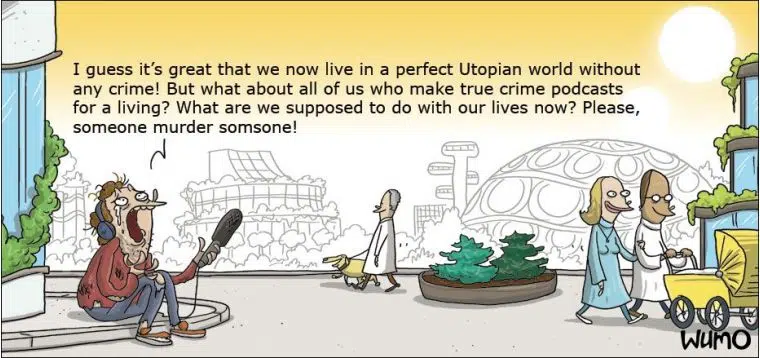 I guess it's great that we now live in a perfect Utopian world without
any crime! But what about all of us who make true crime podcasts
for a living? What are we supposed to do with our lives now? Please,
someone murder somsone!
WUMO